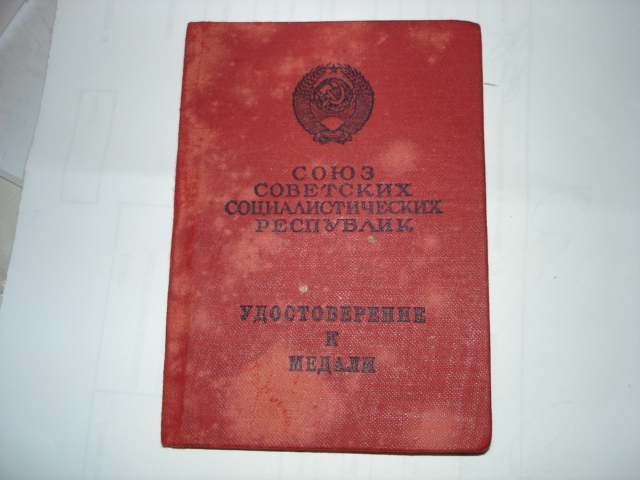 СОЮЗ
СОВЕТСКИХ
СОЦИАЛИСТИЧЕСКИХ
РЕСПУБЛИК
УДОСТОВЕРЕНИЕ
К
МЕДАЛИ